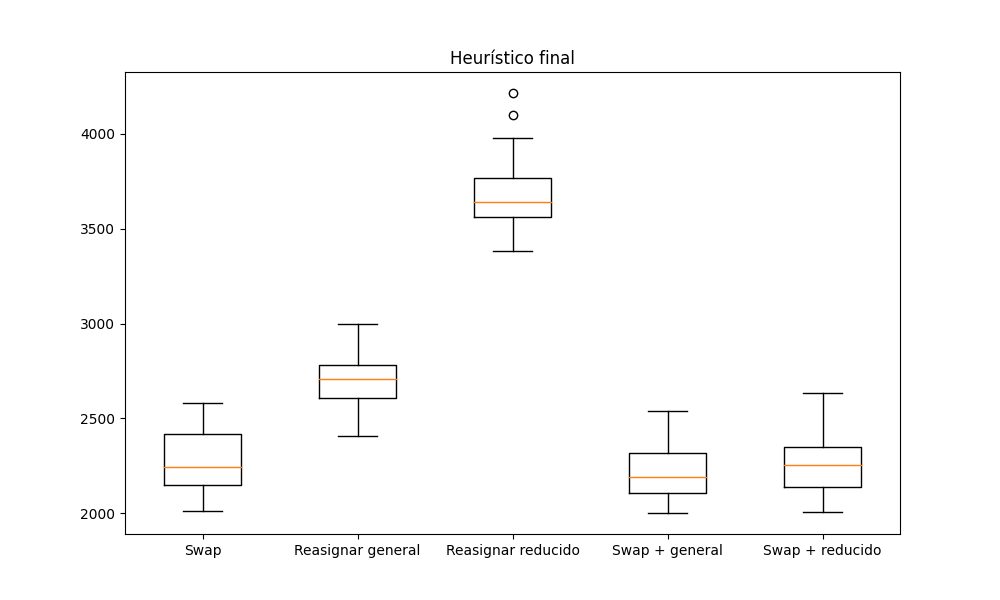 Heurístico final
4000
3500
3000
2500
2000
Swap Reasignar general Reasignar reducido Swap + general Swap + reducido